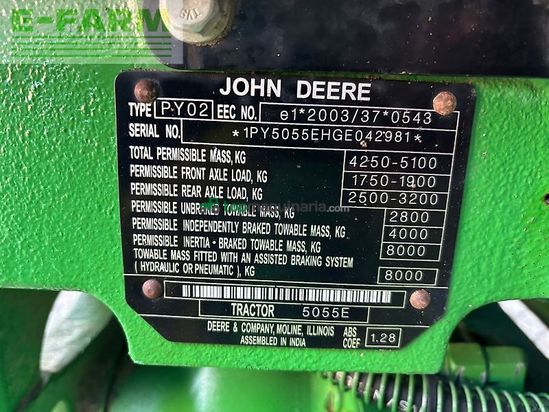 E-FARM
JOHN DEERE
TYPE PY02 EEC NO. e1*2003/37*0543
SERIAL NO. *1PY5055EHGE042981*
TOTAL PERMISSIBLE MASS, KG 4250-5100
PERMISSIBLE FRONT AXLE LOAD, KG 1750-1900
PERMISSIBLE REAR AXLE LOAD, KG 2500-3200
PERMISSIBLE UNBRAKED TOWABLE MASS, KG 2800
PERMISSIBLE INDEPENDENTLY BRAKED TOWABLE MASS, KG 4000
PERMISSIBLE INERTIA - BRAKED TOWABLE MASS, KG 8000
TOWABLE MASS FITTED WITH AN ASSISTED BRAKING SYSTEM
( HYDRAULIC OR PNEUMATIC ), KG 8000
TRACTOR 5055E
DEERE & COMPANY, MOLINE, ILLINOIS ABS
ASSEMBLED IN INDIA COEF 1.28